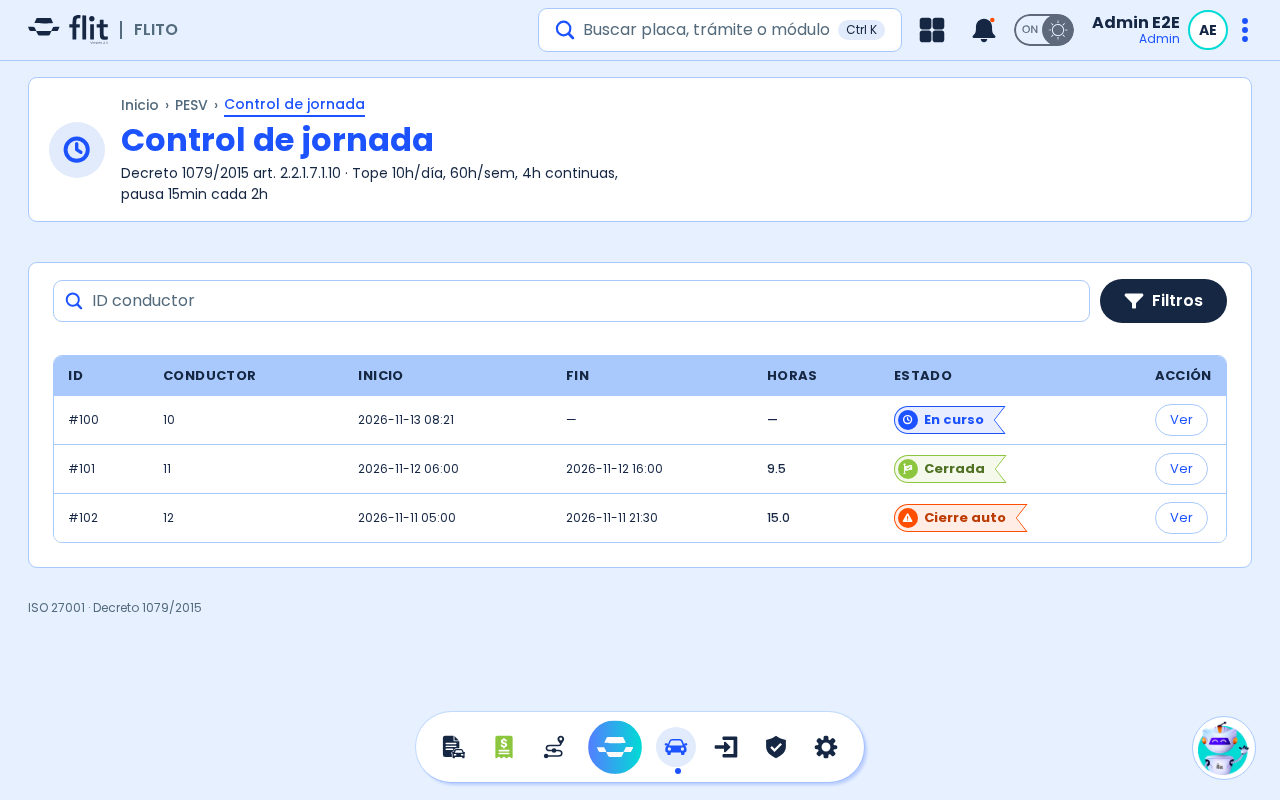 flit
FLITO
Buscar placa, trámite o módulo
Ctrl K
ON
Admin E2E
Admin
AE
Inicio › PESV › Control de jornada
Control de jornada
Decreto 1079/2015 art. 2.2.1.7.1.10 · Tope 10h/día, 60h/sem, 4h continuas,
pausa 15min cada 2h
ID conductor
Filtros
ID CONDUCTOR INICIO FIN HORAS ESTADO ACCIÓN
#100 10 2026-11-13 08:21 — — En curso Ver
#101 11 2026-11-12 06:00 2026-11-12 16:00 9.5 Cerrada Ver
#102 12 2026-11-11 05:00 2026-11-11 21:30 15.0 Cierre auto Ver
ISO 27001 · Decreto 1079/2015